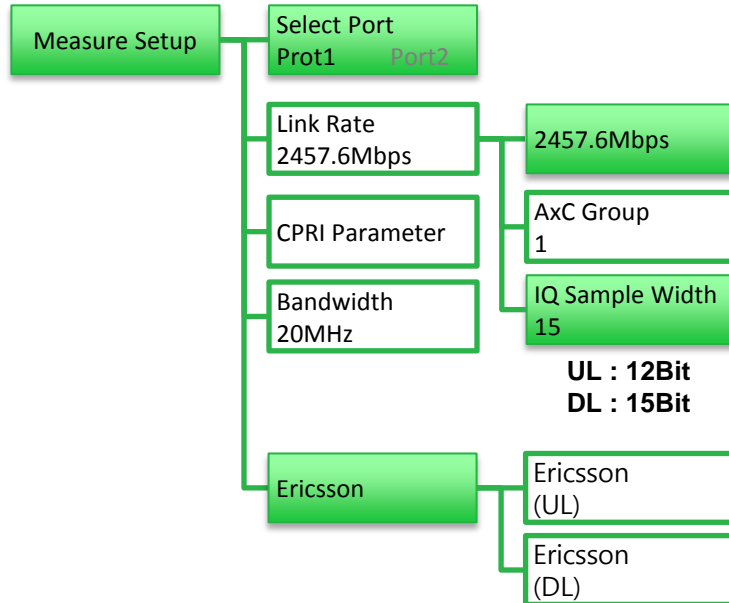 Measure Setup
Select Port
Prot1 Port2
Link Rate
2457.6Mbps
2457.6Mbps
AxC Group
1
CPRI Parameter
IQ Sample Width
15
Bandwidth
20MHz
UL : 12Bit
DL : 15Bit
Ericsson
Ericsson
(UL)
Ericsson
(DL)